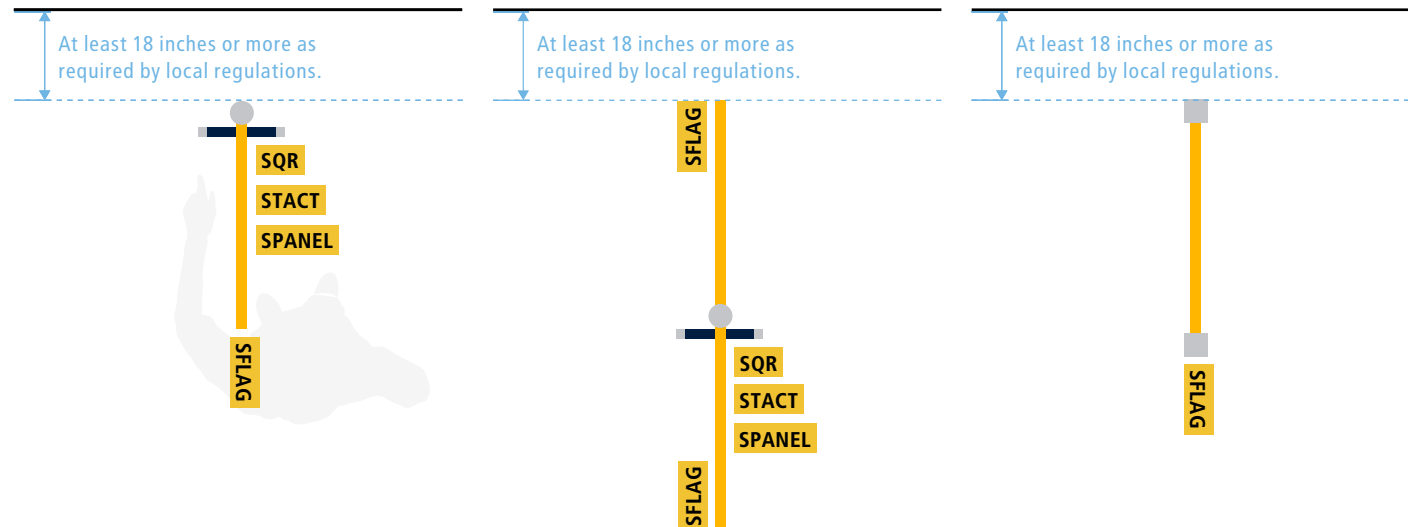 At least 18 inches or more as
required by local regulations.
SQR
STACT
SPANEL
SFLAG
At least 18 inches or more as
required by local regulations.
SFLAG
SQR
STACT
SPANEL
SFLAG
At least 18 inches or more as
required by local regulations.
SFLAG